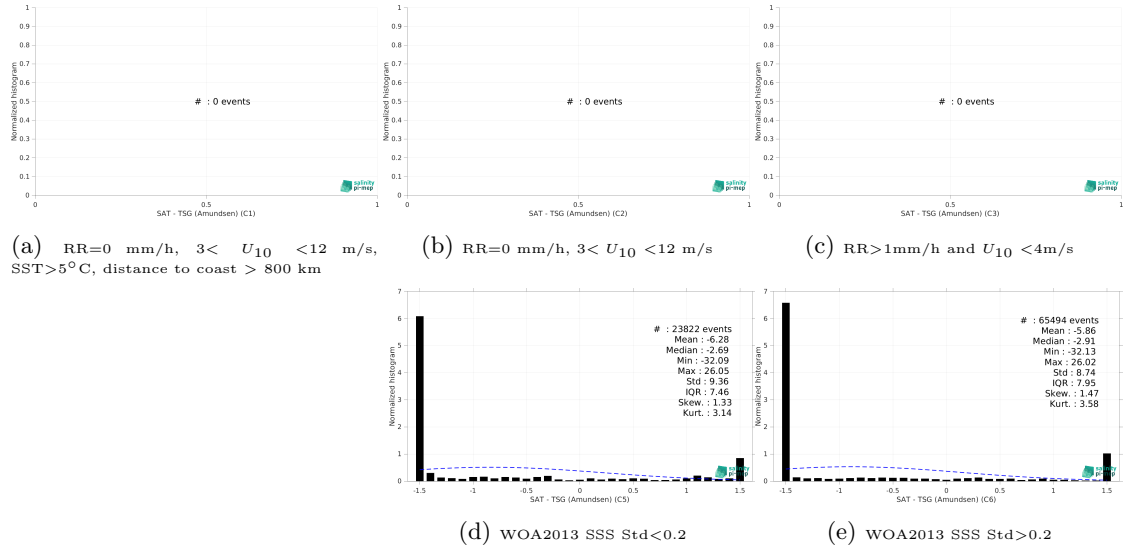 1
0.9
0.8
0.7
0.6
0.5
0.4
0.3
0.2
0.1
0
Normalized histogram
# : 0 events
salinity
pi-mep
0
0.5
1
SAT - TSG (Amundsen) (C1)
1
0.9
0.8
0.7
0.6
0.5
0.4
0.3
0.2
0.1
0
Normalized histogram
# : 0 events
salinity
pi-mep
0
0.5
1
SAT - TSG (Amundsen) (C2)
1
0.9
0.8
0.7
0.6
0.5
0.4
0.3
0.2
0.1
0
Normalized histogram
# : 0 events
salinity
pi-mep
0
0.5
1
SAT - TSG (Amundsen) (C3)
(a) RR=0 mm/h, 3< U10 <12 m/s,
SST>5°C, distance to coast > 800 km
(b) RR=0 mm/h, 3< U10 <12 m/s
(c) RR>1mm/h and U10 <4m/s
7
6
5
4
3
2
1
0
Normalized histogram
# : 23822 events
Mean : -6.28
Median : -2.69
Min : -32.09
Max : 26.05
Std : 9.36
IQR : 7.46
Skew. : 1.33
Kurt. : 3.14
salinity
pi-mep
-1.5
-1
-0.5
0
0.5
1
1.5
SAT - TSG (Amundsen) (C5)
7
6
5
4
3
2
1
0
Normalized histogram
# : 65494 events
Mean : -5.86
Median : -2.91
Min : -32.13
Max : 26.02
Std : 8.74
IQR : 7.95
Skew. : 1.47
Kurt. : 3.58
salinity
pi-mep
-1.5
-1
-0.5
0
0.5
1
1.5
SAT - TSG (Amundsen) (C6)
(d) WOA2013 SSS Std<0.2
(e) WOA2013 SSS Std>0.2